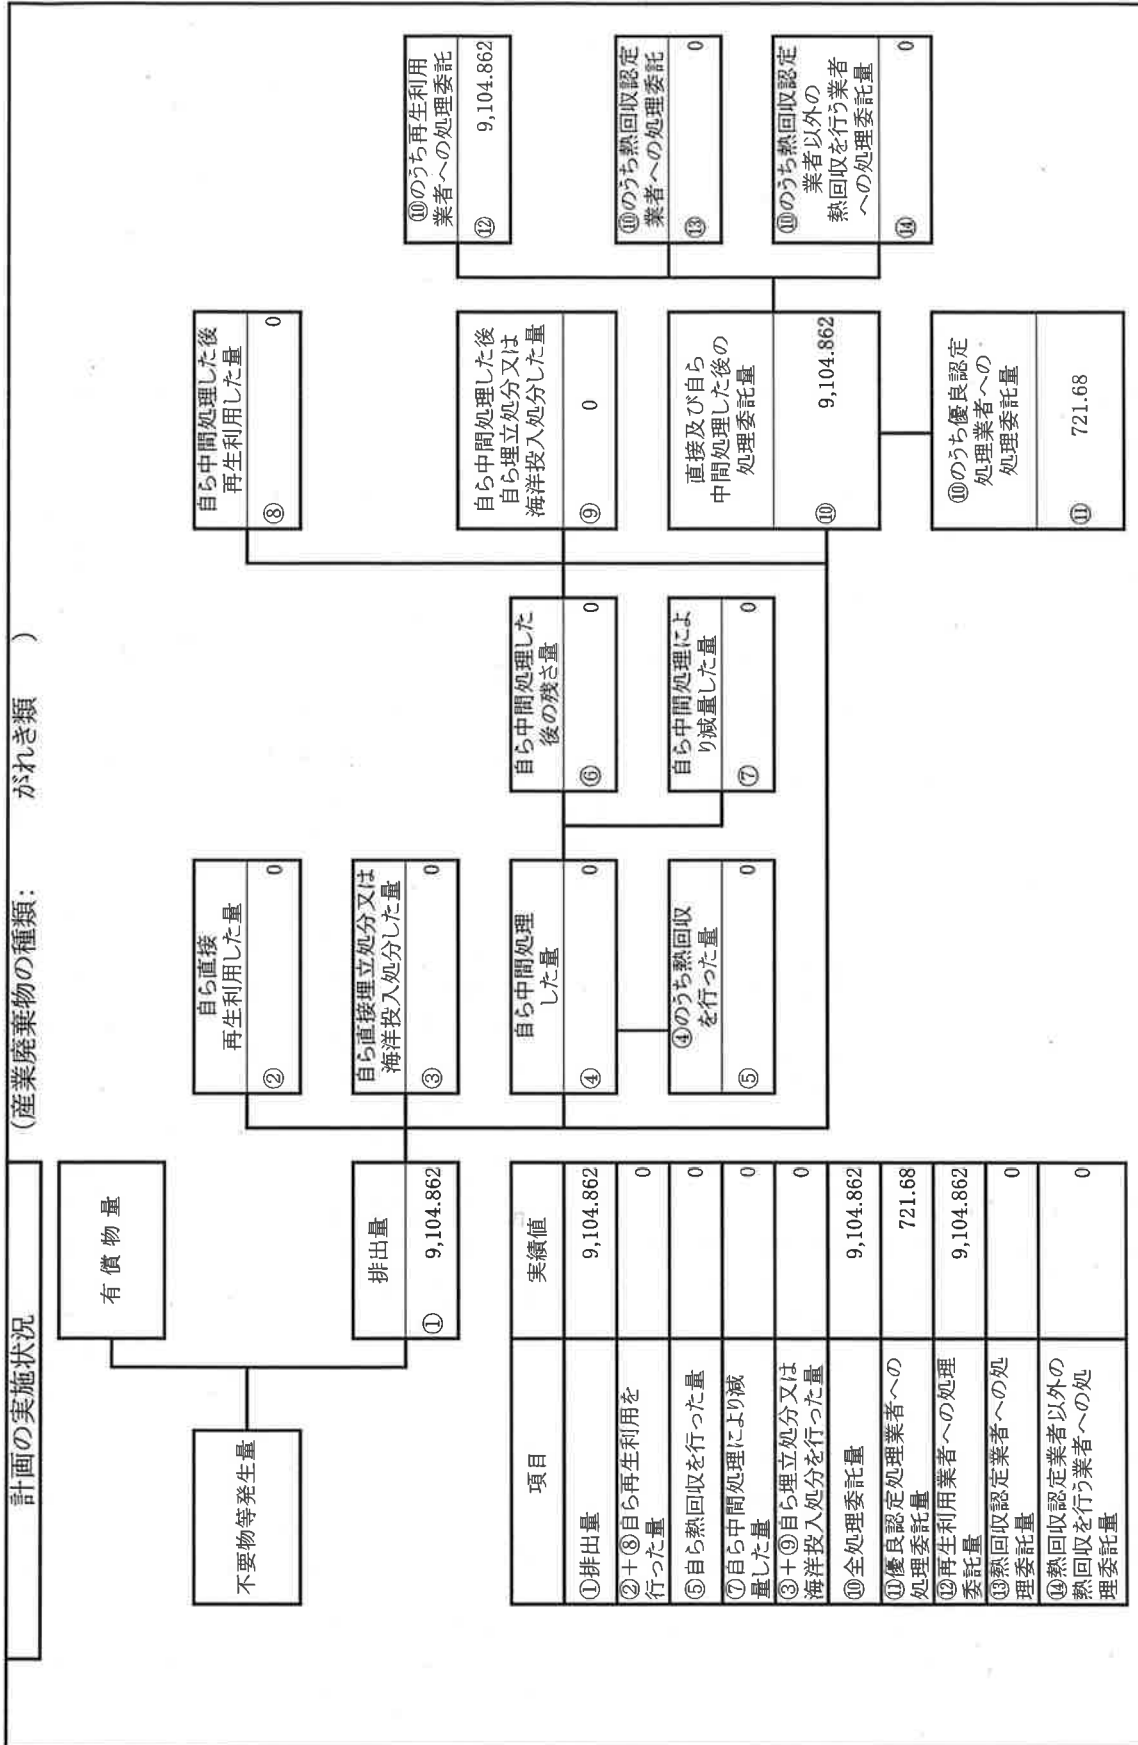 計画の実施状況
(産業廃棄物の種類: がれき類 )
不要物等発生量
有償物量
排出量
① 9,104.862
自ら直接
再生利用した量
② 0
自ら直接埋立処分又は
海洋投入処分した量
③ 0
自ら中間処理
した量
④ 0
④のうち熱回収
を行った量
⑤ 0
自ら中間処理した
後の残さ量
⑥ 0
自ら中間処理によ
り減量した量
⑦ 0
自ら中間処理した後
再生利用した量
⑧ 0
自ら中間処理した後
自ら埋立処分又は
海洋投入処分した量
⑨ 0
直接及び自ら
中間処理した後の
処理委託量
⑩ 9,104.862
⑩のうち優良認定
処理業者への
処理委託量
⑪ 721.68
⑩のうち再生利用
業者への処理委託
⑫ 9,104.862
⑩のうち熱回収認定
業者への処理委託
⑬ 0
⑩のうち熱回収認定
業者以外の
熱回収を行う業者
への処理委託量
⑭ 0
項目 実績値
①排出量 9,104.862
②+⑧自ら再生利用を
行った量 0
⑤自ら熱回収を行った量 0
⑦自ら中間処理により減
量した量 0
③+⑨自ら埋立処分又は
海洋投入処分を行った量 0
⑩全処理委託量 9,104.862
⑪優良認定処理業者への
処理委託量 721.68
⑫再生利用業者への処理
委託量 9,104.862
⑬熱回収認定業者への処
理委託量 0
⑭熱回収認定業者以外の
熱回収を行う業者への処
理委託量 0